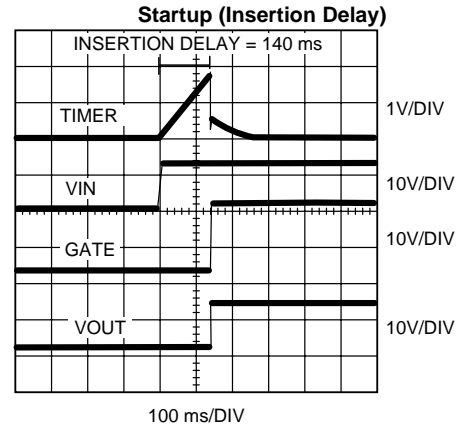 Startup (Insertion Delay)
INSERTION DELAY = 140 ms
TIMER
1V/DIV
VIN
10V/DIV
GATE
10V/DIV
VOUT
10V/DIV
100 ms/DIV